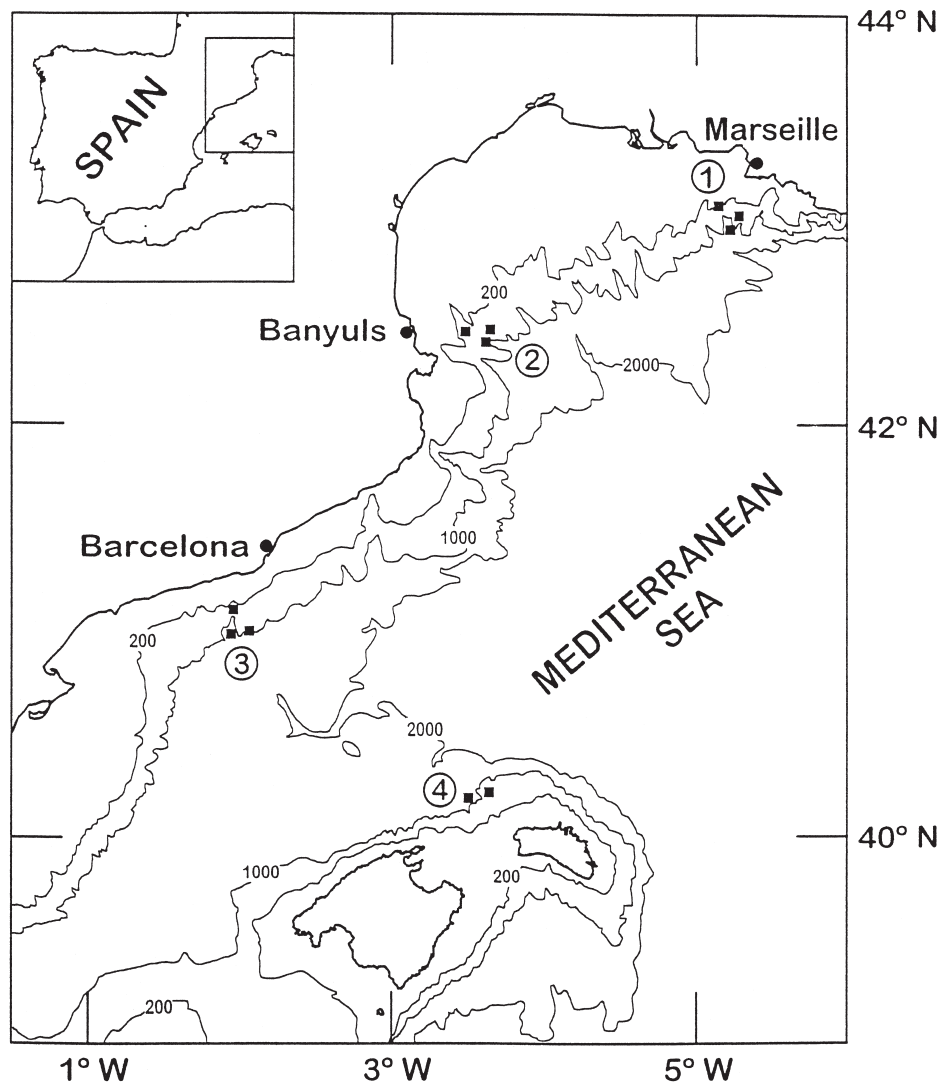 44° N
SPAIN
Marseille
1
200
Banyuls
2
2000
42° N
1000
Barcelona
MEDITERRANEAN
SEA
200
3
2000
4
40° N
1000
200
200
1° W
3° W
5° W